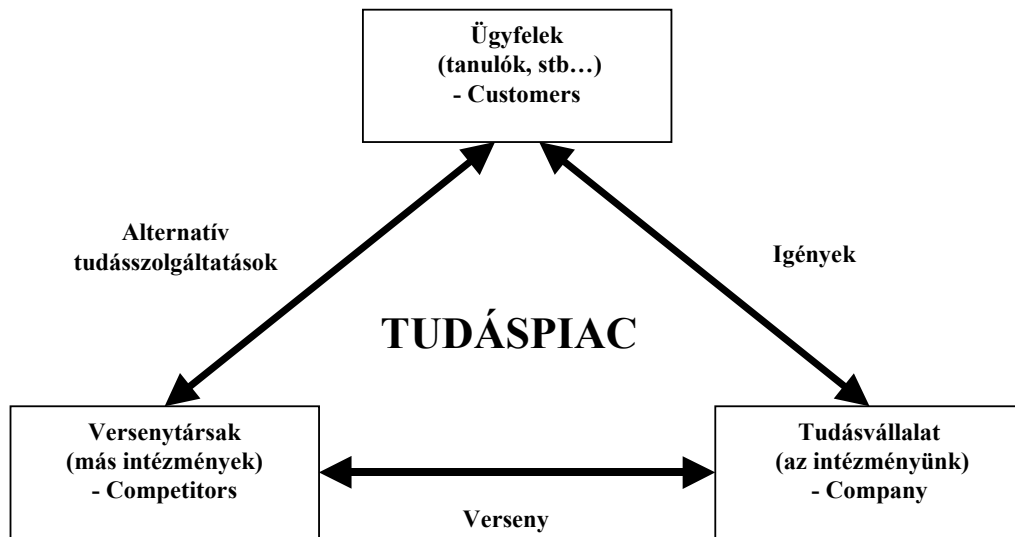 Ügyfelek
(tanulók, stb…)
- Customers
Alternatív
tudásszolgáltatások
Igények
TUDÁSPIAC
Versenytársak
(más intézmények)
- Competitors
Tudásvállalat
(az intézményünk)
- Company
Verseny